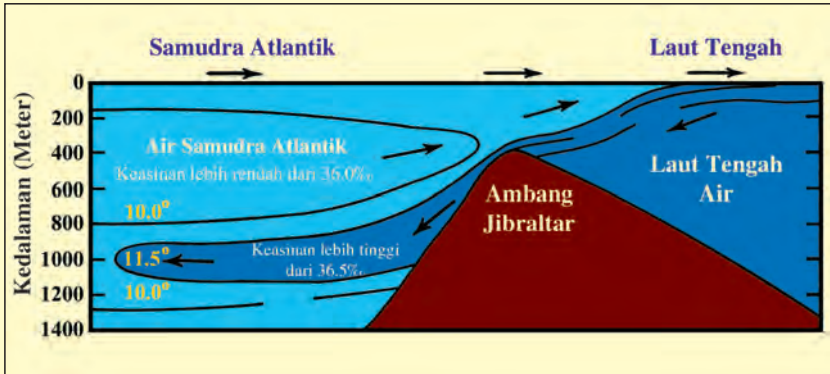 Samudra Atlantik
Laut Tengah
Kedalaman (Meter)
0
200
400
600
800
1000
1200
1400
Air Samudra Atlantik
Keasinan lebih rendah dari 36.0‰
10.0°
11.5°
10.0°
Keasinan lebih tinggi
dari 36.5‰
Ambang
Jibraltar
Laut Tengah
Air